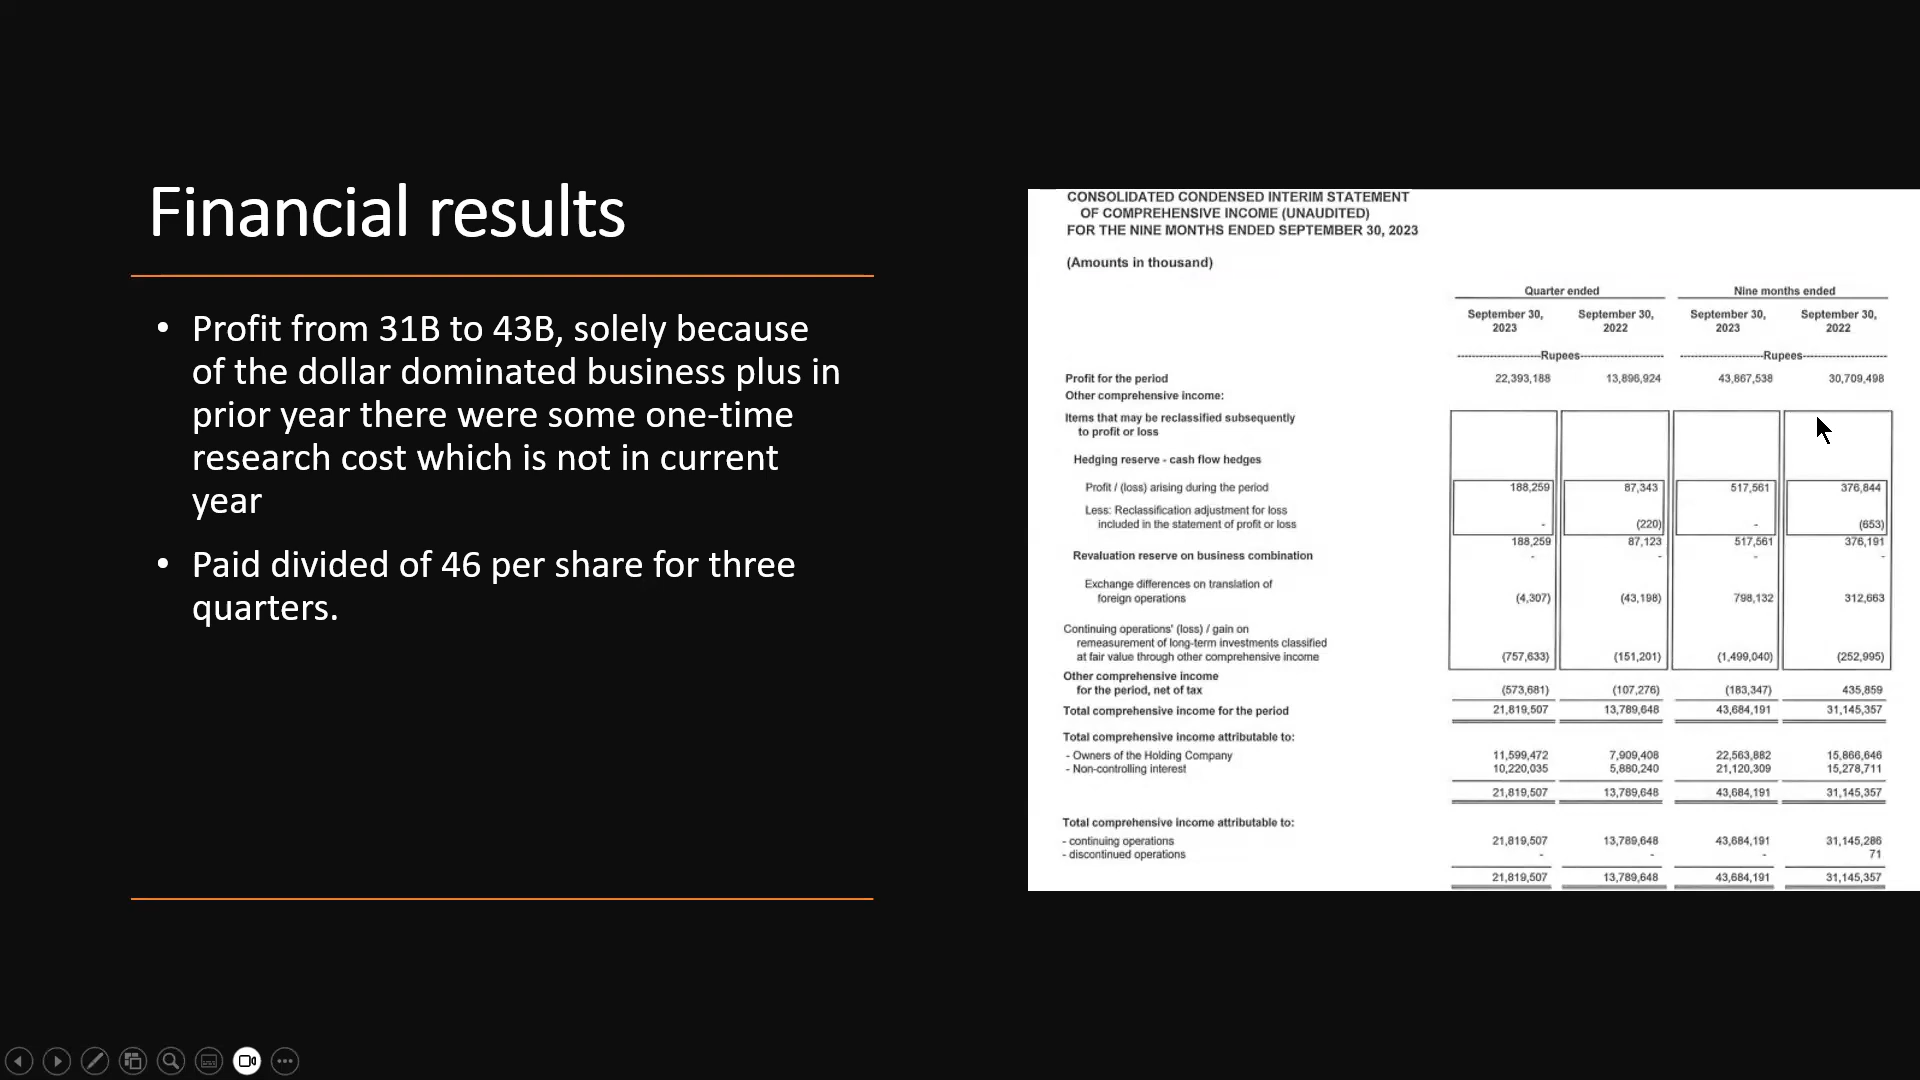 Financial results
• Profit from 31B to 43B, solely because
of the dollar dominated business plus in
prior year there were some one-time
research cost which is not in current
year
• Paid divided of 46 per share for three
quarters.
CONSOLIDATED CONDENSED INTERIM STATEMENT
OF COMPREHENSIVE INCOME (UNAUDITED)
FOR THE NINE MONTHS ENDED SEPTEMBER 30, 2023
(Amounts in thousand)
Quarter ended Nine months ended
September 30, September 30, September 30, September 30,
2023 2022 2023 2022
-----------------------Rupees----------------------- -----------------------Rupees-----------------------
Profit for the period 22,393,188 13,896,924 43,867,538 30,709,498
Other comprehensive income:
Items that may be reclassified subsequently
to profit or loss
Hedging reserve - cash flow hedges
Profit / (loss) arising during the period 188,259 87,343 517,561 376,844
Less: Reclassification adjustment for loss
included in the statement of profit or loss - (220) - (653)
188,259 87,123 517,561 376,191
Revaluation reserve on business combination - - - -
Exchange differences on translation of
foreign operations (4,307) (43,198) 798,132 312,663
Continuing operations' (loss) / gain on
remeasurement of long-term investments classified
at fair value through other comprehensive income (757,633) (151,201) (1,499,040) (252,995)
Other comprehensive income
for the period, net of tax (573,681) (107,276) (183,347) 435,859
Total comprehensive income for the period 21,819,507 13,789,648 43,684,191 31,145,357
Total comprehensive income attributable to:
- Owners of the Holding Company 11,599,472 7,909,408 22,563,882 15,866,646
- Non-controlling interest 10,220,035 5,880,240 21,120,309 15,278,711
21,819,507 13,789,648 43,684,191 31,145,357
Total comprehensive income attributable to:
- continuing operations 21,819,507 13,789,648 43,684,191 31,145,286
- discontinued operations - - - 71
21,819,507 13,789,648 43,684,191 31,145,357